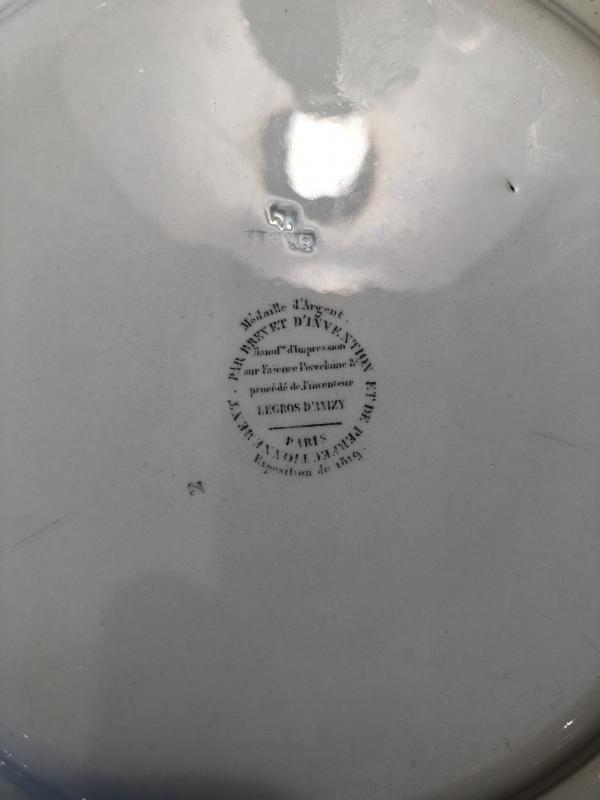 Médaille d'Argent.
PAR BREVET D'INVENTION ET DE PERFECTIONNEMENT.
Manuf.re d'Impression
sur Faïence Porcelaine &
procédé de l'inventeur
LEGROS D'ANIZY
PARIS
Exposition de 1819.
2